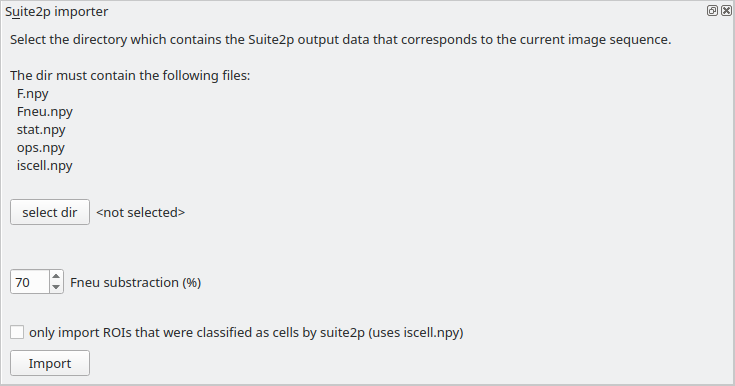 Suite2p importer
Select the directory which contains the Suite2p output data that corresponds to the current image sequence.
The dir must contain the following files:
F.npy
Fneu.npy
stat.npy
ops.npy
iscell.npy
select dir <not selected>
70 Fneu substraction (%)
only import ROIs that were classified as cells by suite2p (uses iscell.npy)
Import